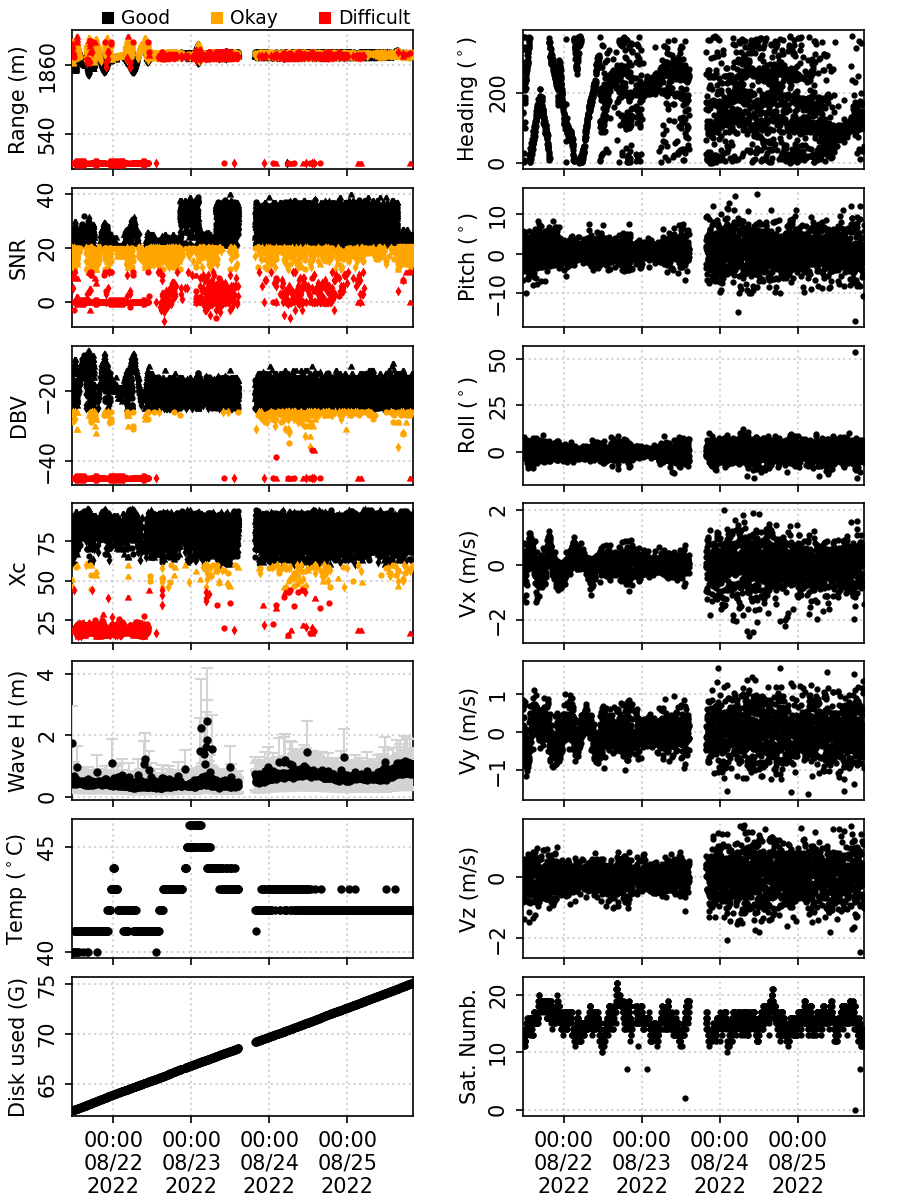 Good Okay Difficult
Range (m)
1860
540
Heading (°)
200
0
SNR
40
20
0
Pitch (°)
10
0
−10
DBV
−20
−40
Roll (°)
50
25
0
Xc
75
50
25
Vx (m/s)
2
0
−2
Wave H (m)
4
2
0
Vy (m/s)
1
0
−1
Temp (°C)
45
40
Vz (m/s)
0
−2
Disk used (G)
75
70
65
Sat. Numb.
20
10
0
00:00 00:00 00:00 00:00
08/22 08/23 08/24 08/25
2022 2022 2022 2022
00:00 00:00 00:00 00:00
08/22 08/23 08/24 08/25
2022 2022 2022 2022